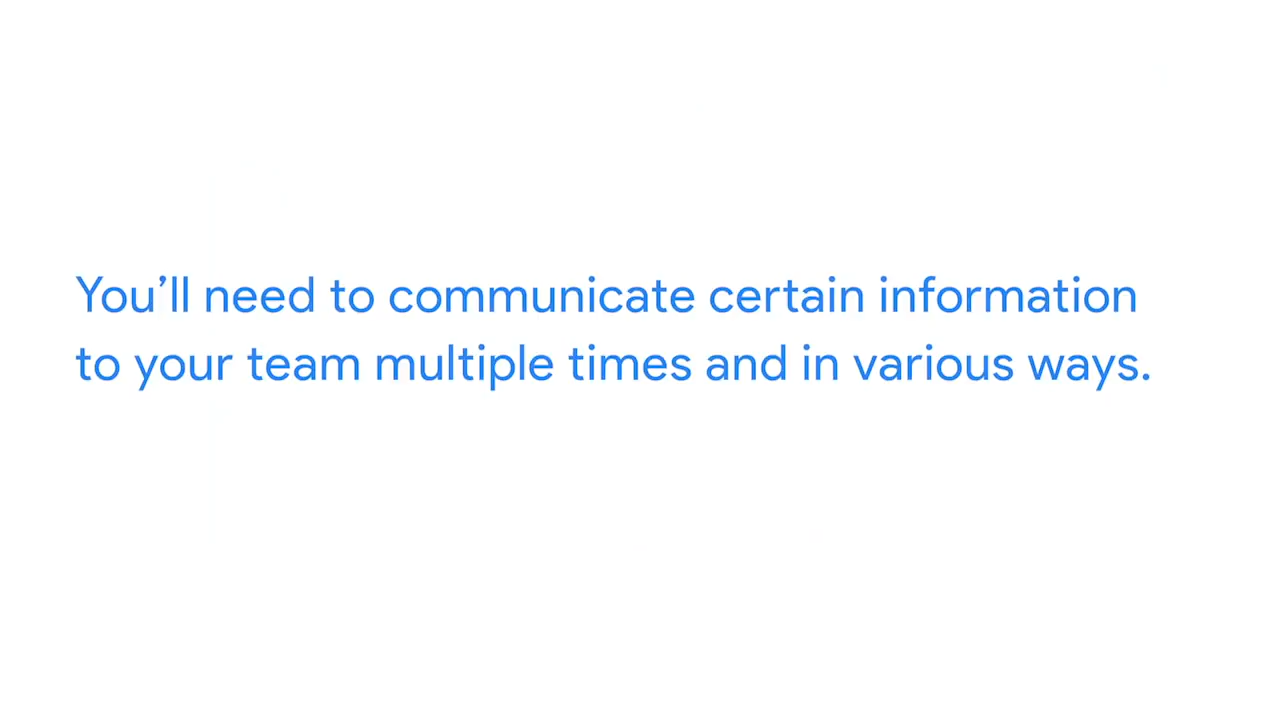 You’ll need to communicate certain information
to your team multiple times and in various ways.